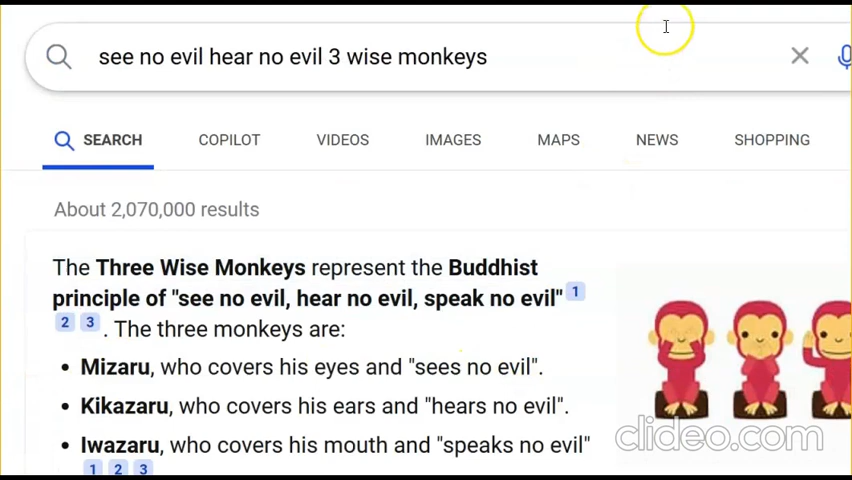 see no evil hear no evil 3 wise monkeys
SEARCH COPILOT VIDEOS IMAGES MAPS NEWS SHOPPING
About 2,070,000 results
The Three Wise Monkeys represent the Buddhist
principle of "see no evil, hear no evil, speak no evil" 1
2 3 . The three monkeys are:
• Mizaru, who covers his eyes and "sees no evil".
• Kikazaru, who covers his ears and "hears no evil".
• Iwazaru, who covers his mouth and "speaks no evil"
1 2 3
clideo.com